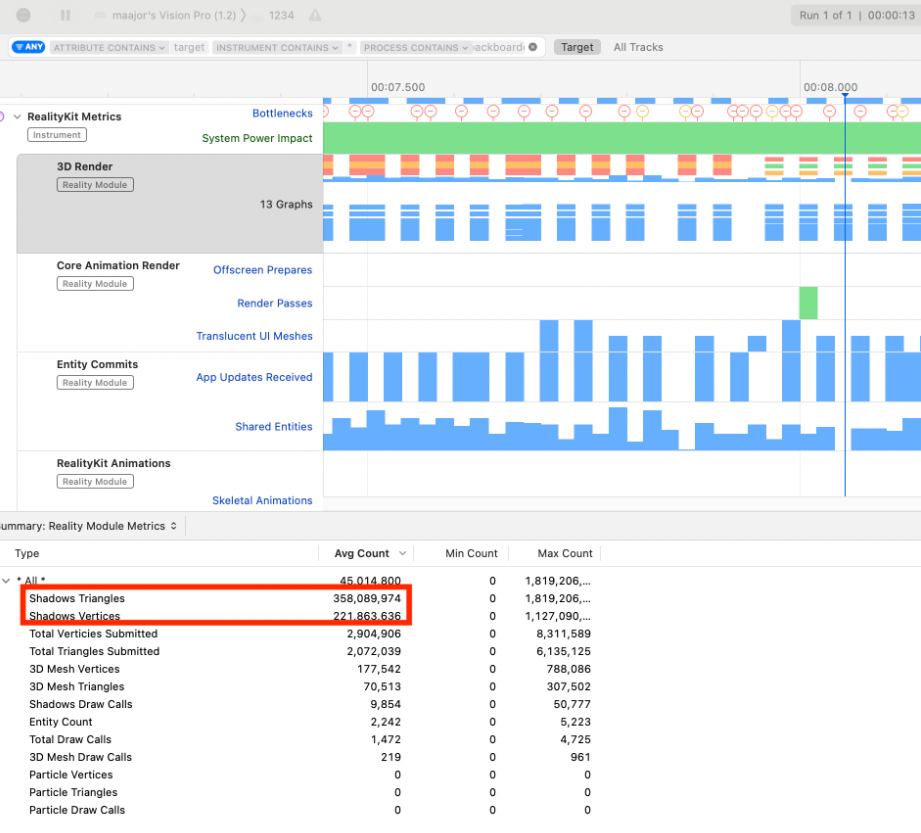 maajor's Vision Pro (1.2) 〉 1234
Run 1 of 1 | 00:00:13
ANY ATTRIBUTE CONTAINS target INSTRUMENT CONTAINS * PROCESS CONTAINS backboard Target All Tracks
00:07.500 00:08.000
RealityKit Metrics
Instrument
Bottlenecks
System Power Impact
3D Render
Reality Module
13 Graphs
Core Animation Render
Reality Module
Offscreen Prepares
Render Passes
Translucent UI Meshes
Entity Commits
Reality Module
App Updates Received
Shared Entities
RealityKit Animations
Reality Module
Skeletal Animations
ummary: Reality Module Metrics
Type Avg Count Min Count Max Count
* All * 45,014,800 0 1,819,206,...
Shadows Triangles 358,089,974 0 1,819,206,...
Shadows Vertices 221,863,636 0 1,127,090,...
Total Verticies Submitted 2,904,906 0 8,311,589
Total Triangles Submitted 2,072,039 0 6,135,125
3D Mesh Vertices 177,542 0 788,086
3D Mesh Triangles 70,513 0 307,502
Shadows Draw Calls 9,854 0 50,777
Entity Count 2,242 0 5,223
Total Draw Calls 1,472 0 4,725
3D Mesh Draw Calls 219 0 961
Particle Vertices 0 0 0
Particle Triangles 0 0 0
Particle Draw Calls 0 0 0